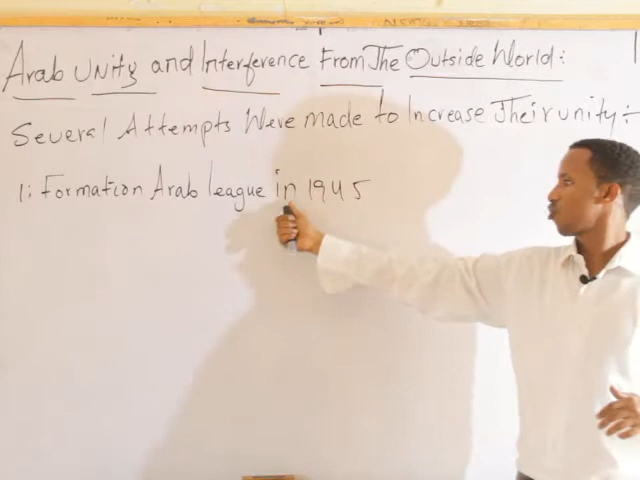 Arab Unity and Interference From The Outside World:
Several Attempts Were made to Increase Their unity :-
1: Formation Arab league in 1945